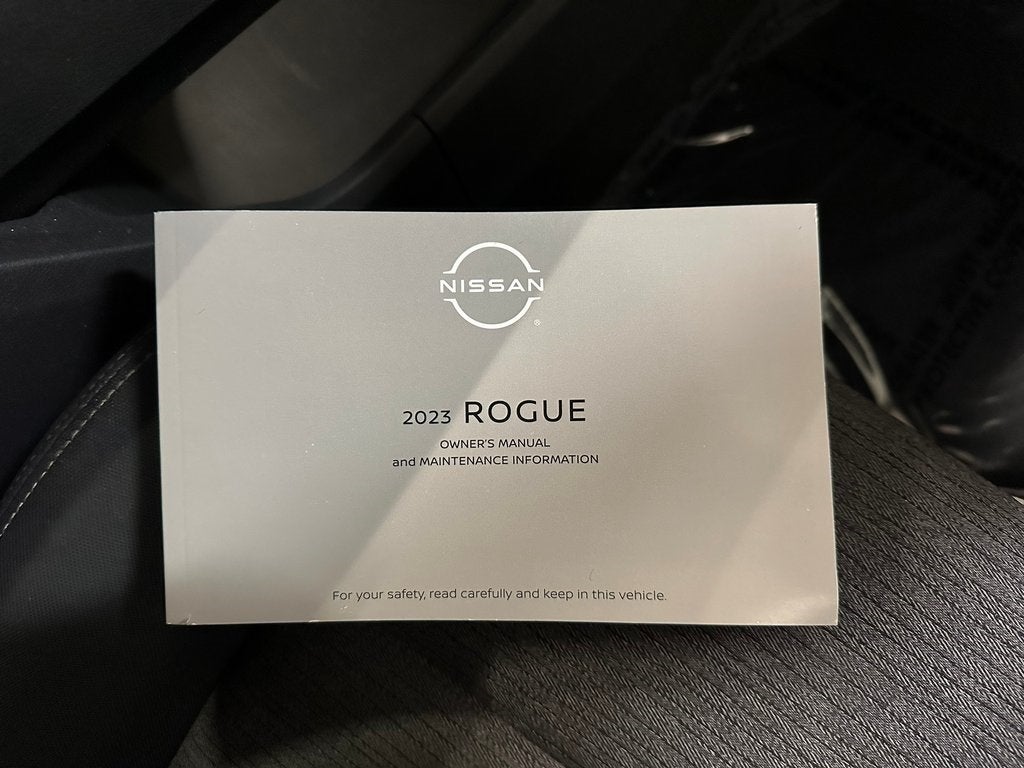 NISSAN
®
2023 ROGUE
OWNER'S MANUAL
and MAINTENANCE INFORMATION
For your safety, read carefully and keep in this vehicle.